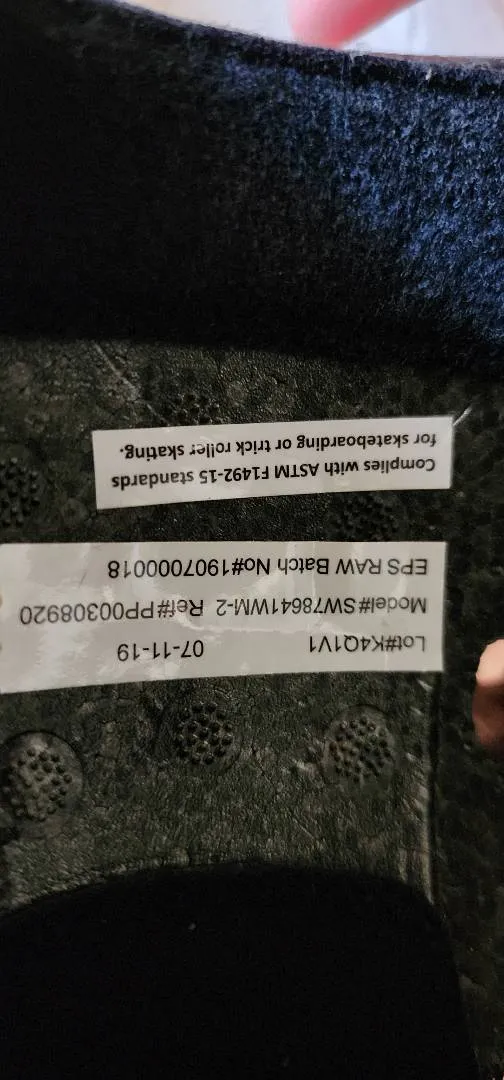 Lot#K4Q1V1 07-11-19
Model#SW78641WM-2 Ref#PP00308920
EPS RAW Batch No#1907000018
Complies with ASTM F1492-15 standards
for skateboarding or trick roller skating.